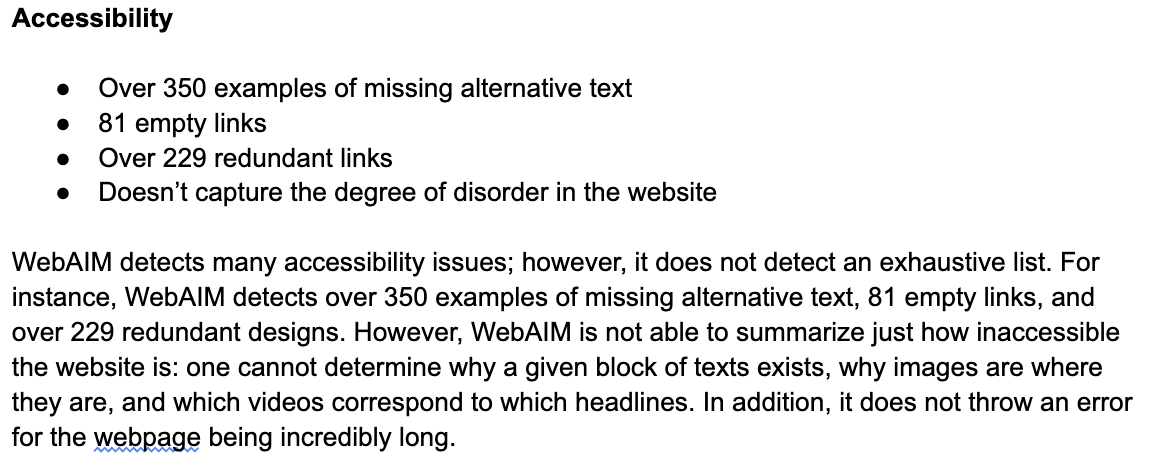 Accessibility
● Over 350 examples of missing alternative text
● 81 empty links
● Over 229 redundant links
● Doesn’t capture the degree of disorder in the website
WebAIM detects many accessibility issues; however, it does not detect an exhaustive list. For
instance, WebAIM detects over 350 examples of missing alternative text, 81 empty links, and
over 229 redundant designs. However, WebAIM is not able to summarize just how inaccessible
the website is: one cannot determine why a given block of texts exists, why images are where
they are, and which videos correspond to which headlines. In addition, it does not throw an error
for the webpage being incredibly long.